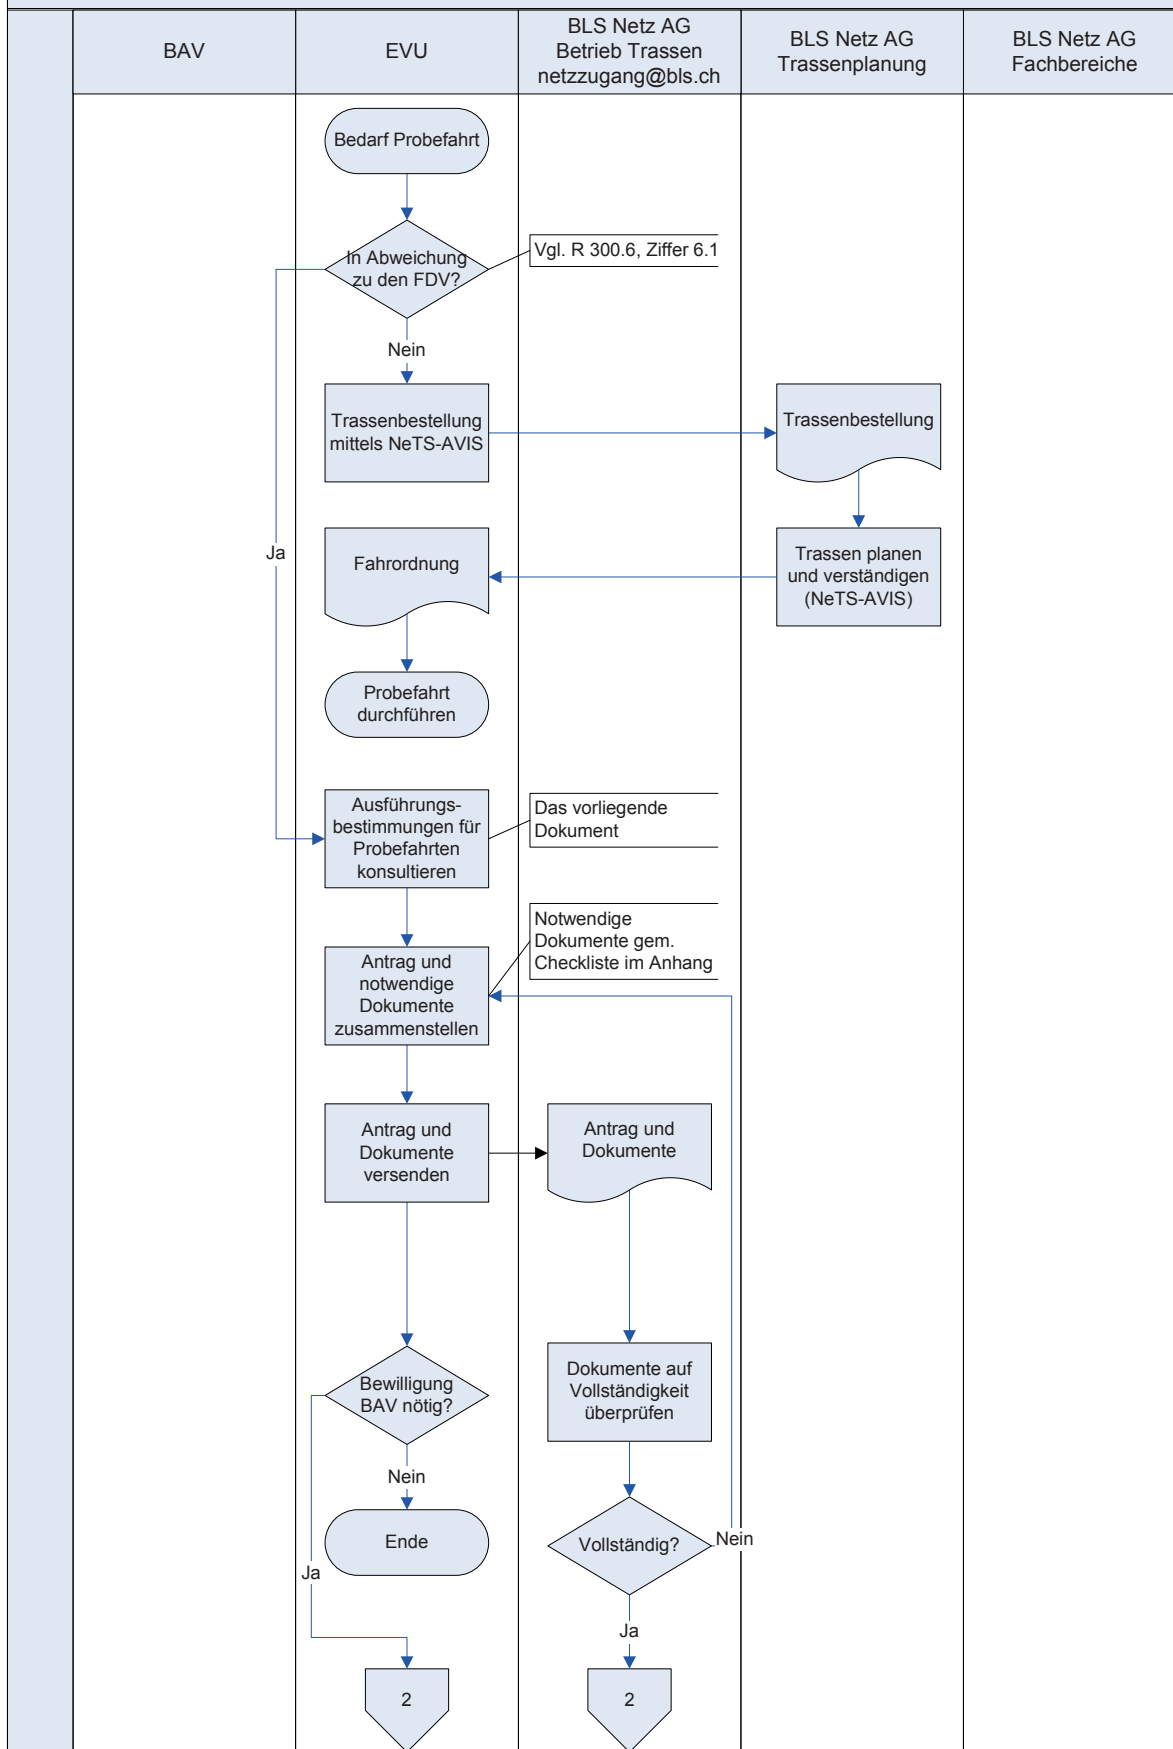 BAV
EVU
BLS Netz AG
Betrieb Trassen
netzzugang@bls.ch
BLS Netz AG
Trassenplanung
BLS Netz AG
Fachbereiche
Bedarf Probefahrt
In Abweichung
zu den FDV?
Vgl. R 300.6, Ziffer 6.1
Nein
Trassenbestellung
mittels NeTS-AVIS
Trassenbestellung
Ja
Fahrordnung
Trassen planen
und verständigen
(NeTS-AVIS)
Probefahrt
durchführen
Ausführungs-
bestimmungen für
Probefahrten
konsultieren
Das vorliegende
Dokument
Notwendige
Dokumente gem.
Checkliste im Anhang
Antrag und
notwendige
Dokumente
zusammenstellen
Antrag und
Dokumente
versenden
Antrag und
Dokumente
Bewilligung
BAV nötig?
Dokumente auf
Vollständigkeit
überprüfen
Nein
Ende
Vollständig?
Nein
Ja
Ja
2
2